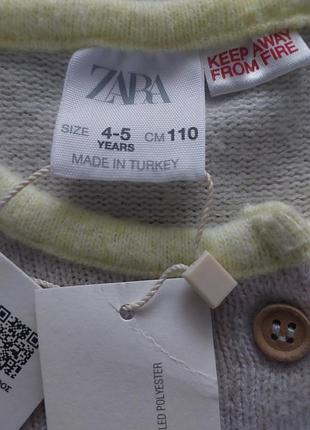 ZARA
KEEP AWAY
FROM FIRE
SIZE 4-5 CM 110
YEARS
MADE IN TURKEY
LED POLYESTER